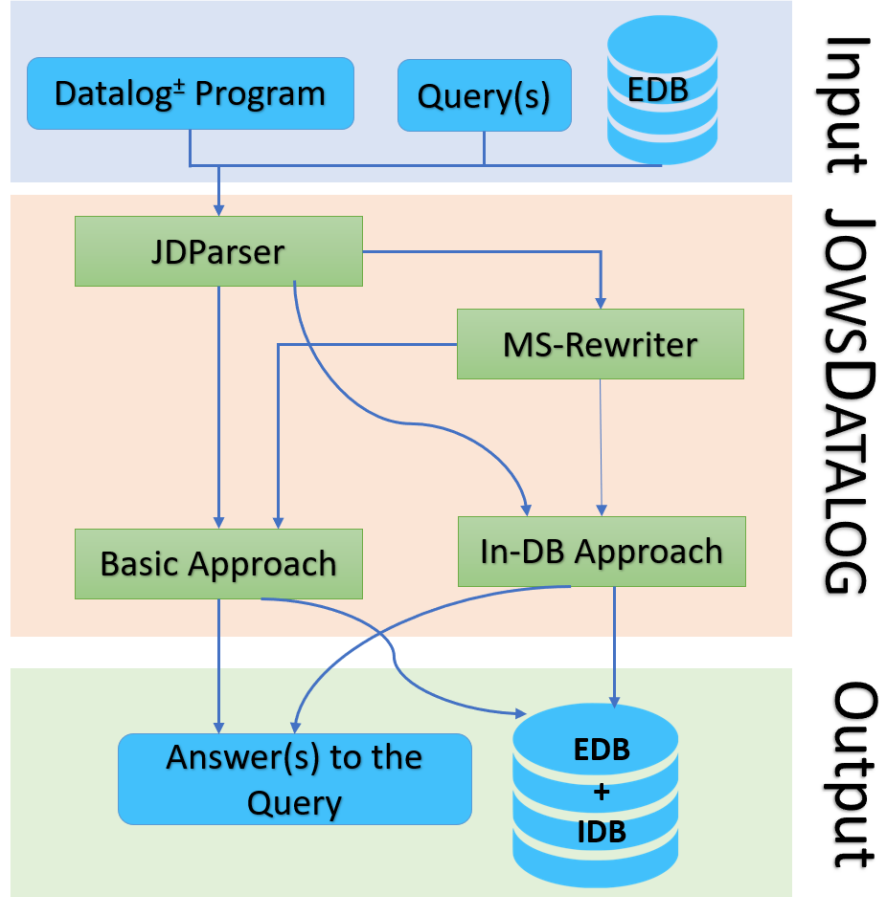 Datalog± Program
Query(s)
EDB
Input
JDParser
MS-Rewriter
Basic Approach
In-DB Approach
JOWSDATALOG
Answer(s) to the
Query
EDB
+
IDB
Output